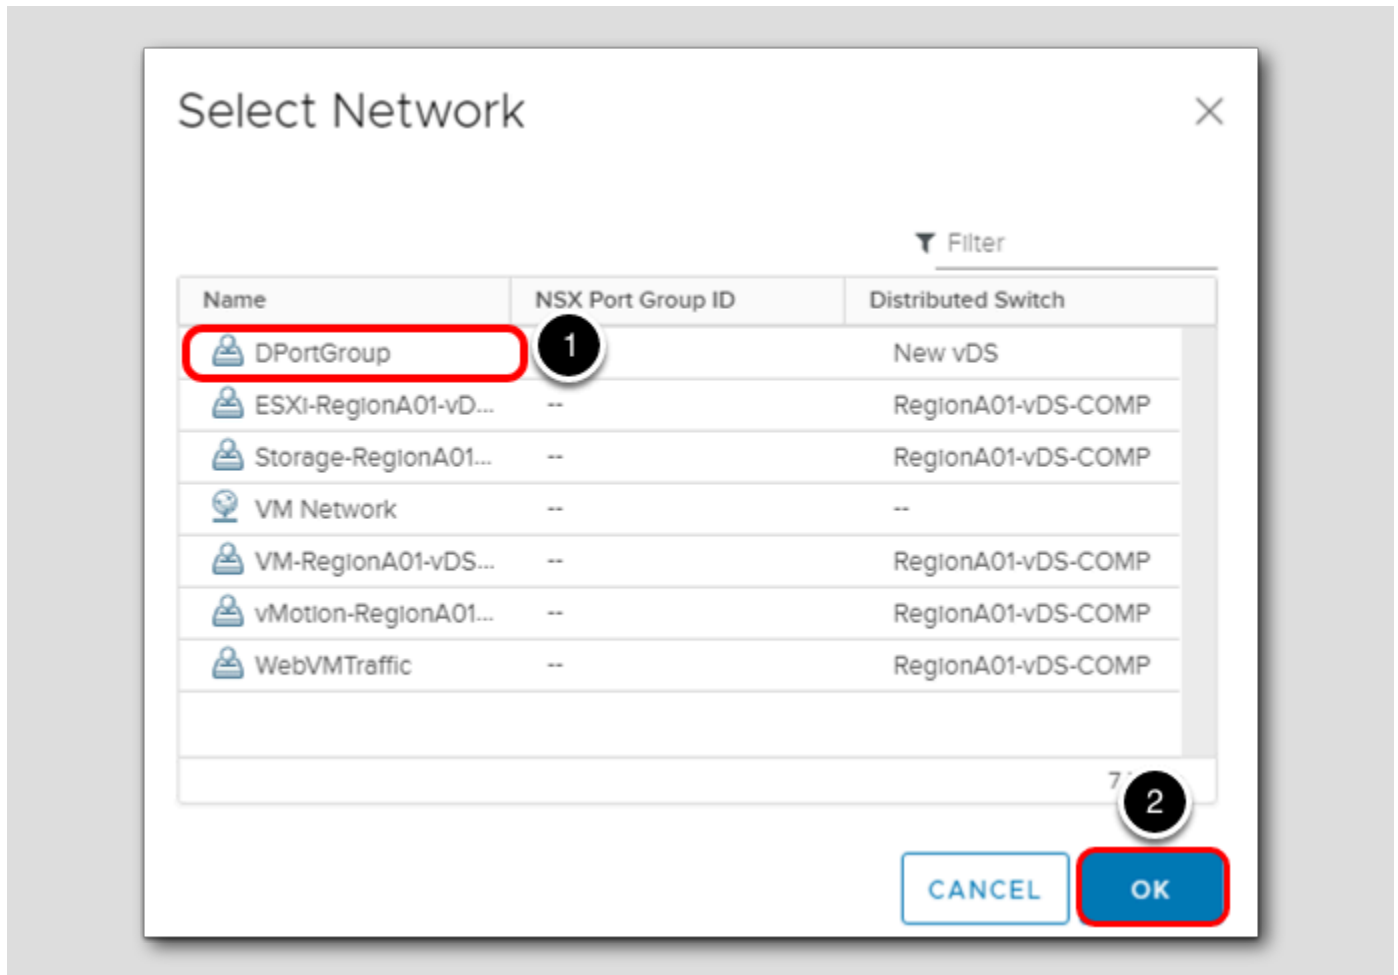 Select Network
Filter
Name NSX Port Group ID Distributed Switch
DPortGroup 1 New vDS
ESXi-RegionA01-vD... -- RegionA01-vDS-COMP
Storage-RegionA01... -- RegionA01-vDS-COMP
VM Network -- --
VM-RegionA01-vDS... -- RegionA01-vDS-COMP
vMotion-RegionA01... -- RegionA01-vDS-COMP
WebVMTraffic -- RegionA01-vDS-COMP
7
2
CANCEL OK